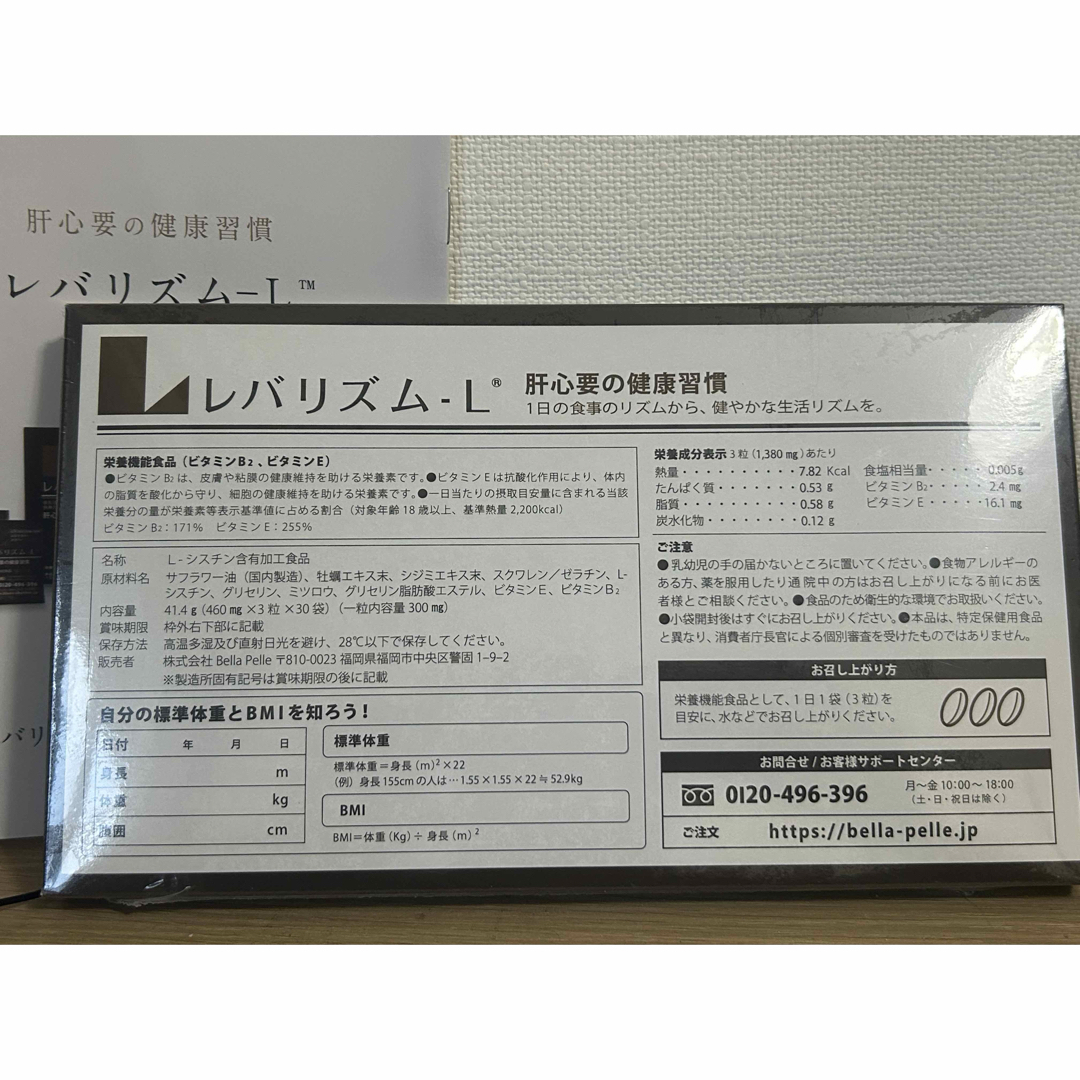 肝心要の健康習慣
レバリズム-L™
レバリズム-L®
肝心要の健康習慣
1日の食事のリズムから、健やかな生活リズムを。
栄養機能食品（ビタミンB₂、ビタミンE）
●ビタミンB₂は、皮膚や粘膜の健康維持を助ける栄養素です。●ビタミンEは抗酸化作用により、体内
の脂質を酸化から守り、細胞の健康維持を助ける栄養素です。●一日当たりの摂取目安量に含まれる当該
栄養分の量が栄養素等表示基準値に占める割合（対象年齢18歳以上、基準熱量2,200kcal）
ビタミンB₂：171%　ビタミンE：255%
名称　L-シスチン含有加工食品
原材料名　サフラワー油（国内製造）、牡蠣エキス末、シジミエキス末、スクワレン／ゼラチン、L-
シスチン、グリセリン、ミツロウ、グリセリン脂肪酸エステル、ビタミンE、ビタミンB₂
内容量　41.4g（460mg×3粒×30袋）（一粒内容量300mg）
賞味期限　枠外右下部に記載
保存方法　高温多湿及び直射日光を避け、28℃以下で保存してください。
販売者　株式会社 Bella Pelle 〒810-0023 福岡県福岡市中央区警固1-9-2
※製造所固有記号は賞味期限の後に記載
自分の標準体重とBMIを知ろう！
日付　年　月　日
身長　m
体重　kg
腹囲　cm
標準体重
標準体重＝身長（m）²×22
（例）身長155cmの人は…1.55×1.55×22≒52.9kg
BMI
BMI＝体重（Kg）÷身長（m）²
栄養成分表示 3粒（1,380mg）あたり
熱量・・・・・・・・・・7.82 Kcal　食塩相当量・・・・0.005g
たんぱく質・・・・・・・・0.53 g　ビタミンB₂・・・・・2.4 mg
脂質・・・・・・・・・・・0.58 g　ビタミンE・・・・・16.1 mg
炭水化物・・・・・・・・・0.12 g
ご注意
●乳幼児の手の届かないところに置いてください。●食物アレルギーの
ある方、薬を服用したり通院中の方はお召し上がりになる前にお医
者様とご相談ください。●食品のため衛生的な環境でお取扱いください。
●小袋開封後はすぐにお召し上がりください。●本品は、特定保健用食品
と異なり、消費者庁長官による個別審査を受けたものではありません。
お召し上がり方
栄養機能食品として、1日1袋（3粒）を
目安に、水などでお召し上がりください。
お問合せ / お客様サポートセンター
0120-496-396
月〜金 10:00〜18:00
（土・日・祝日は除く）
ご注文　https://bella-pelle.jp